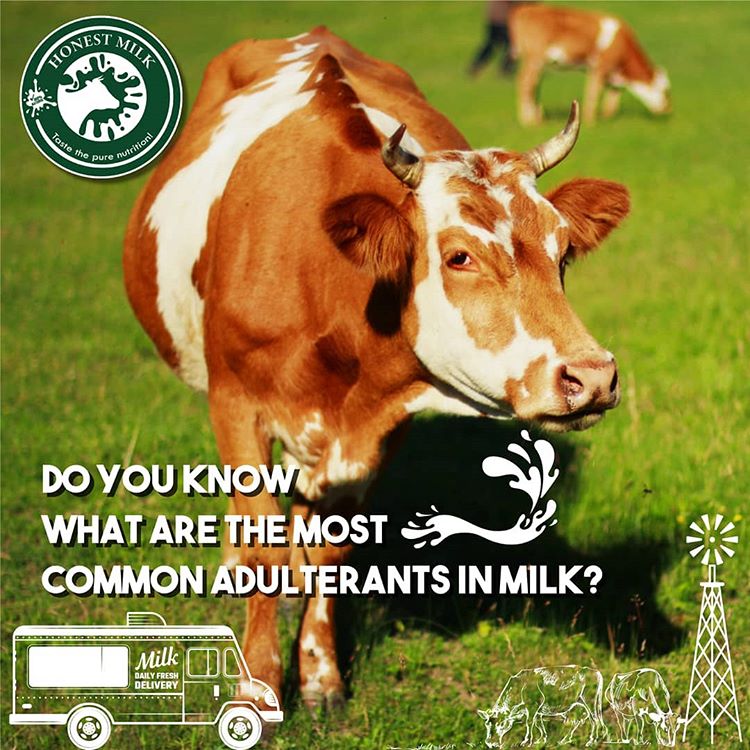 HONEST MILK
Taste the pure nutrition!
DO YOU KNOW
WHAT ARE THE MOST
COMMON ADULTERANTS IN MILK?
Milk
DAILY FRESH
DELIVERY